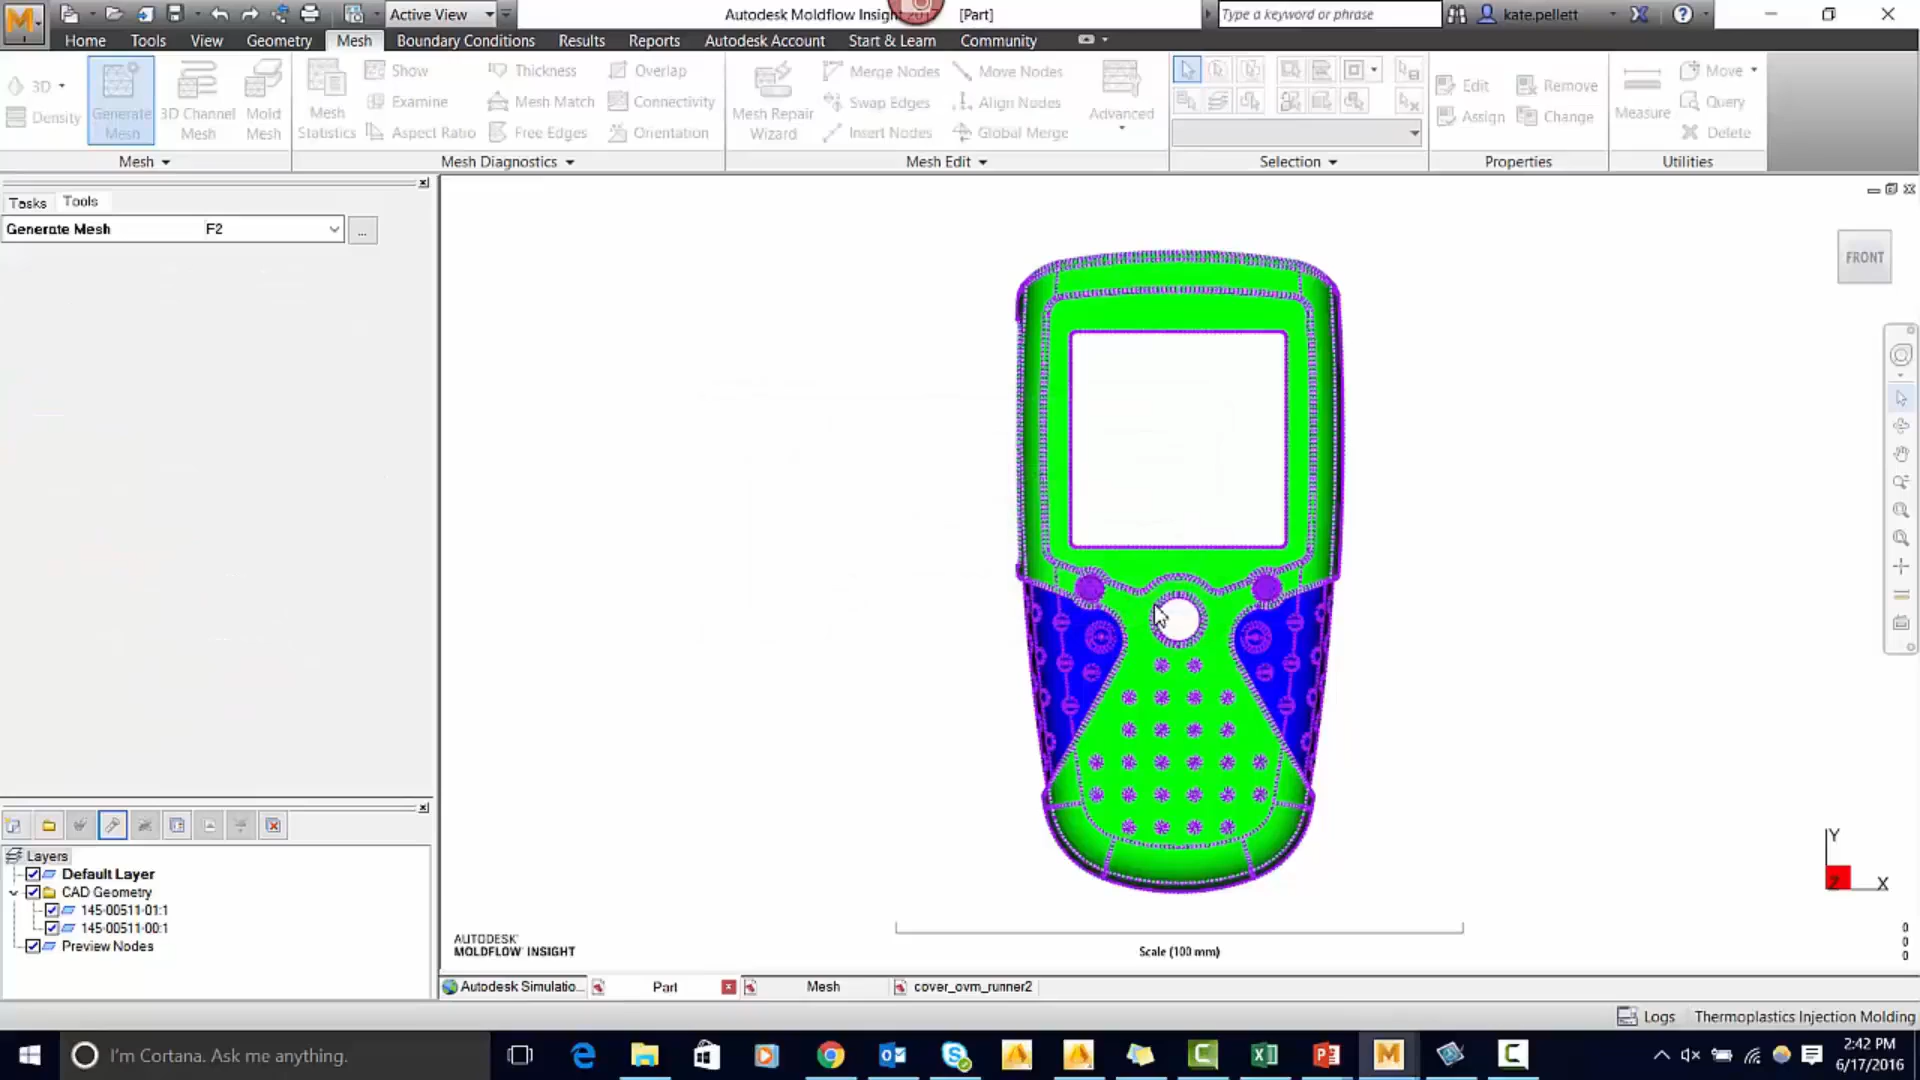 Active View
Autodesk Moldflow Insight
[Part]
Type a keyword or phrase
kate.pellett
Home Tools View Geometry Mesh Boundary Conditions Results Reports Autodesk Account Start & Learn Community
3D
Density
Generate Mesh
3D Channel Mesh
Mold Mesh
Mesh
Mesh Statistics
Show
Examine
Aspect Ratio
Thickness
Mesh Match
Free Edges
Overlap
Connectivity
Orientation
Mesh Diagnostics
Mesh Repair Wizard
Merge Nodes
Swap Edges
Insert Nodes
Move Nodes
Align Nodes
Global Merge
Advanced
Mesh Edit
Selection
Edit
Assign
Remove
Change
Properties
Measure
Move
Query
Delete
Utilities
Tasks Tools
Generate Mesh F2
...
FRONT
Layers
Default Layer
CAD Geometry
145-00511-01:1
145-00511-00:1
Preview Nodes
AUTODESK
MOLDFLOW INSIGHT
Scale (100 mm)
Y
Z
X
0
0
0
Autodesk Simulatio...
Part
Mesh
cover_ovm_runner2
Logs
Thermoplastics Injection Molding
I'm Cortana. Ask me anything.
2:42 PM
6/17/2016